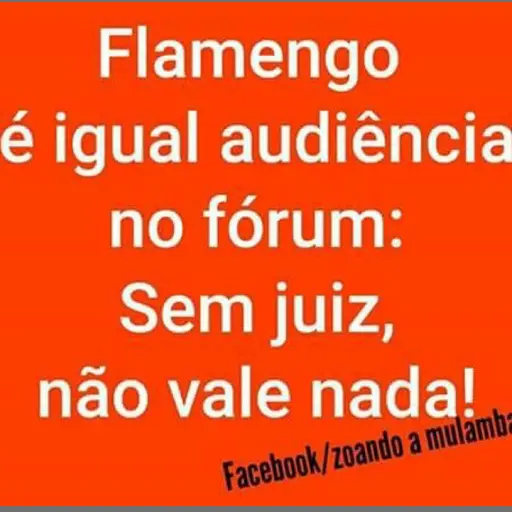 Flamengo
é igual audiência
no fórum:
Sem juiz,
não vale nada!
Facebook/zoando a mulamba